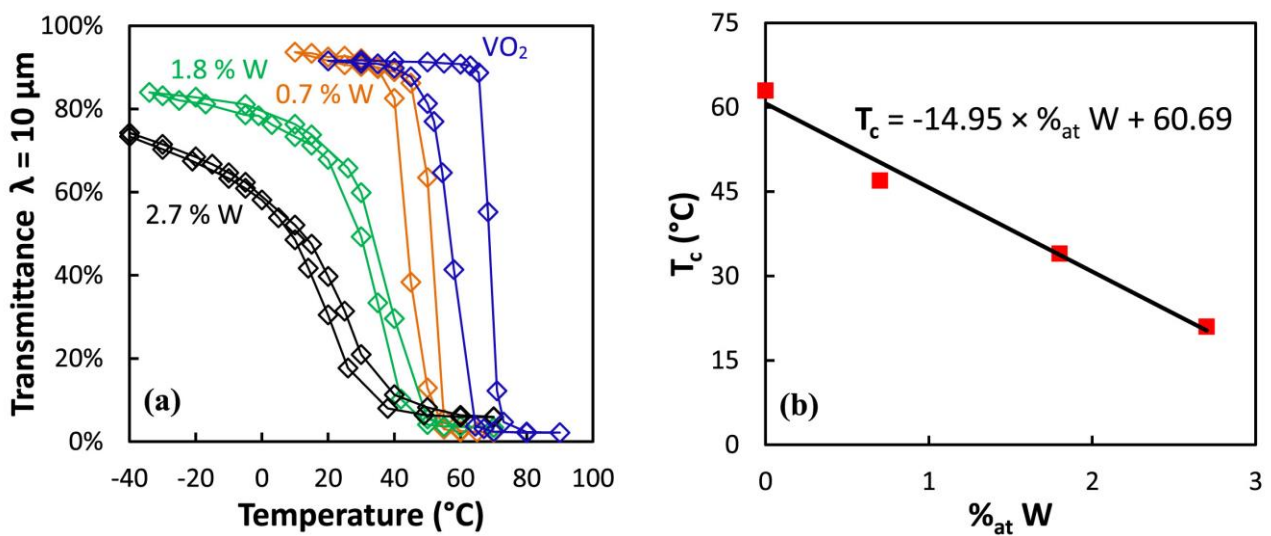 Transmittance λ = 10 µm
100%
80%
60%
40%
20%
0%
VO₂
1.8 % W
0.7 % W
2.7 % W
(a)
-40 -20 0 20 40 60 80 100
Temperature (°C)
T꜀ (°C)
75
60
45
30
15
0
T꜀ = -14.95 × %ₐₜ W + 60.69
(b)
0 1 2 3
%ₐₜ W